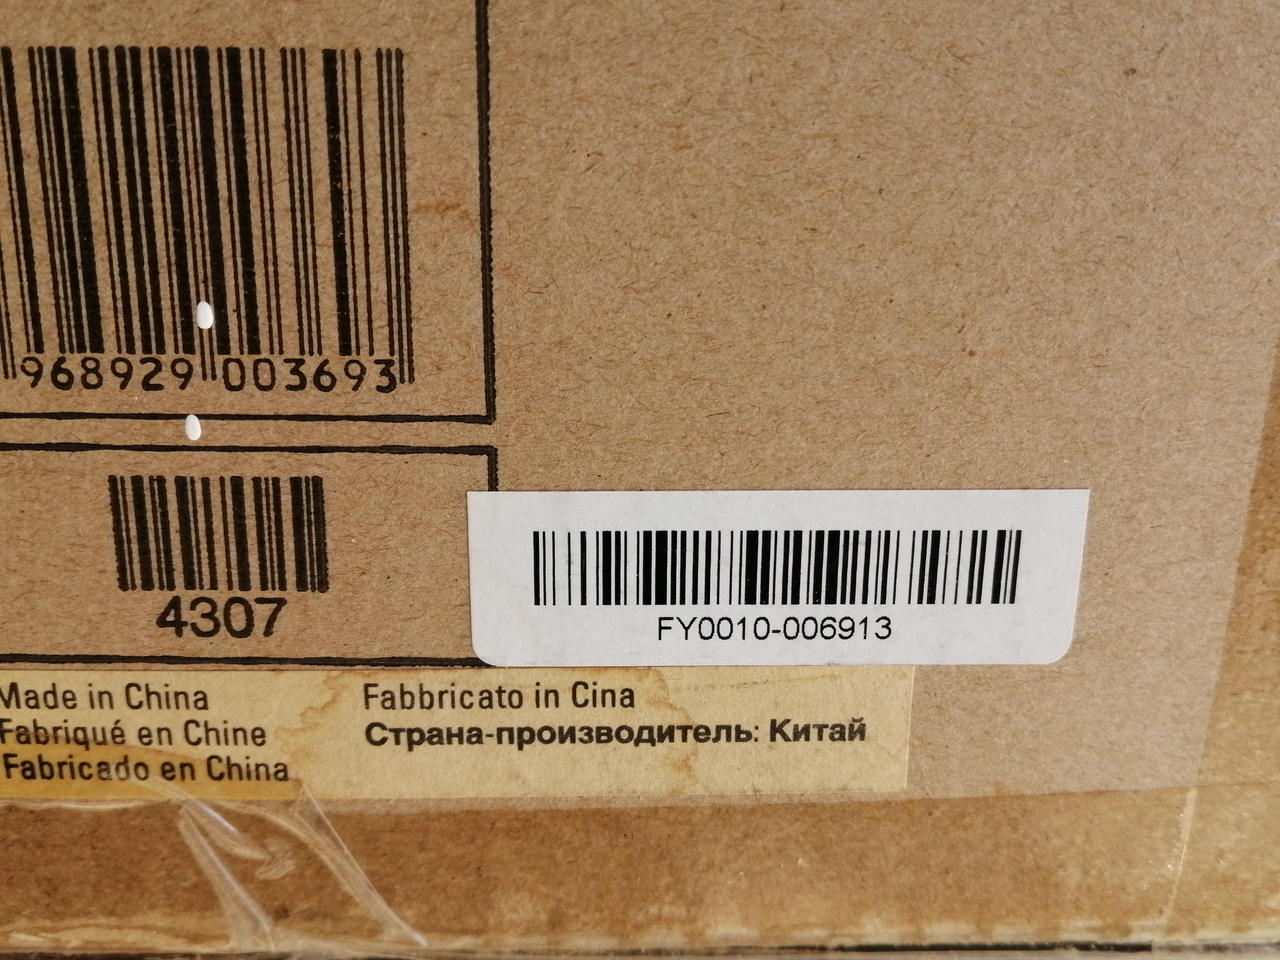 968929 003693
4307
FY0010-006913
Made in China
Fabriqué en Chine
Fabricado en China
Fabbricato in Cina
Страна-производитель: Китай